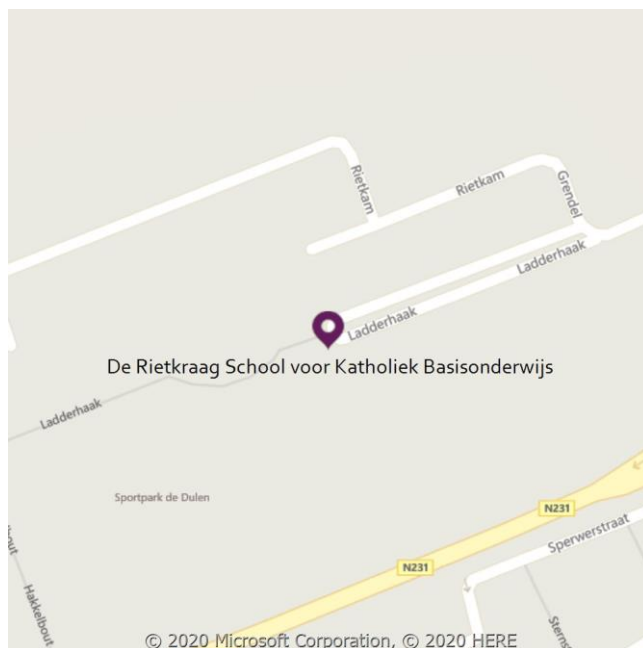 Rietkam
Rietkam
Grendel
Ladderhaak
Ladderhaak
De Rietkraag School voor Katholiek Basisonderwijs
Ladderhaak
Sportpark de Dulen
N231
Sperwerstraat
N231
Hakkelbout
© 2020 Microsoft Corporation, © 2020 HERE